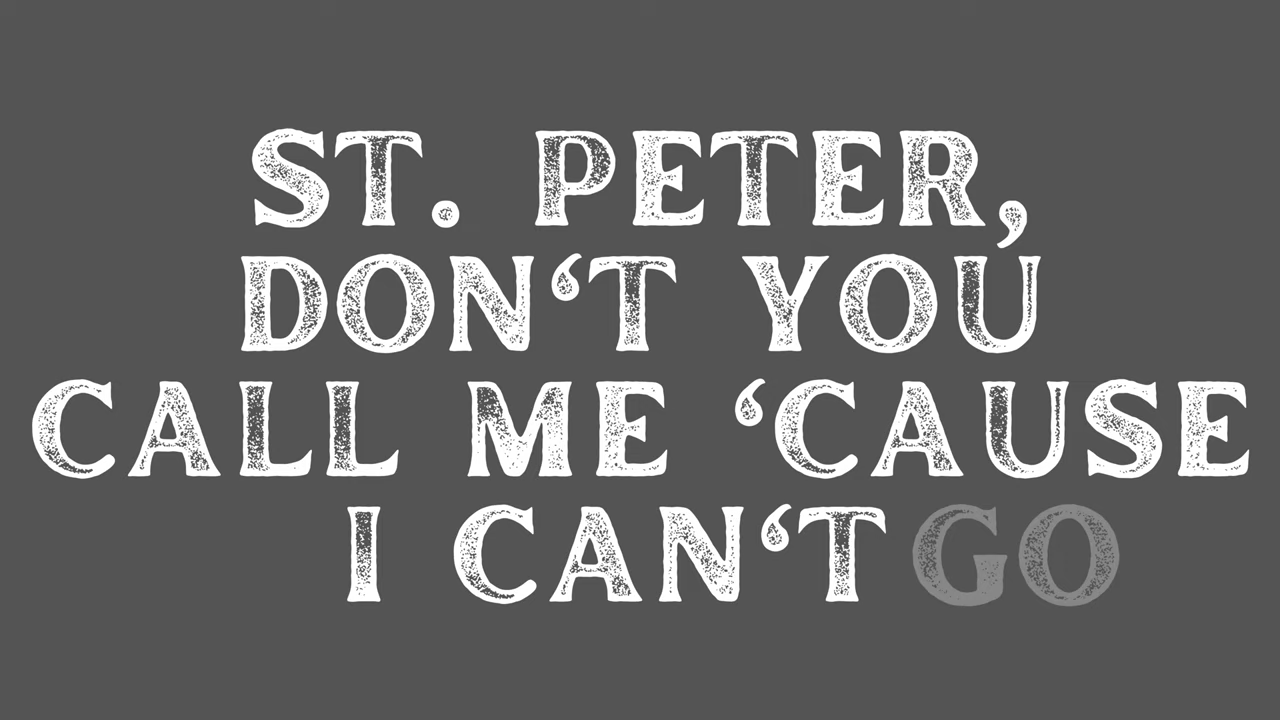 ST. PETER,
DON‘T YOU
CALL ME ‘CAUSE
I CAN‘T GO